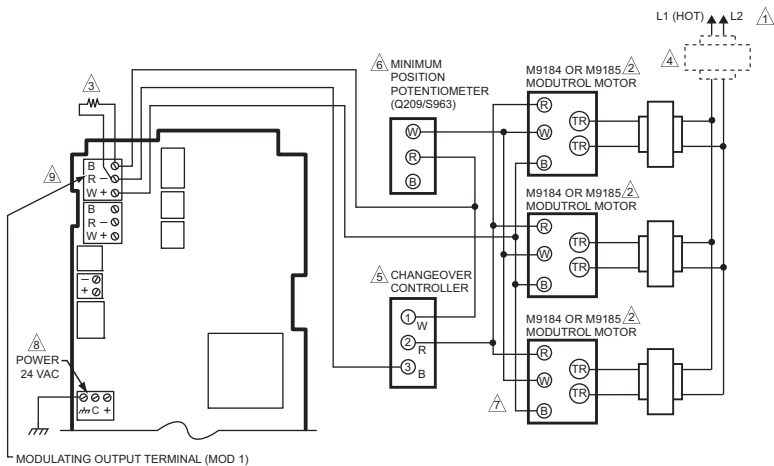 L1 (HOT) L2 1
4
6 MINIMUM
POSITION
POTENTIOMETER
(Q209/S963)
W
R
B
M9184 OR M9185 2
MODUTROL MOTOR
R
W
B
TR
TR
3
9
B
R –
W +
B
R –
W +
– 
+
M9184 OR M9185 2
MODUTROL MOTOR
R
W
B
TR
TR
5 CHANGEOVER
CONTROLLER
1 W
2 R
3 B
M9184 OR M9185 2
MODUTROL MOTOR
R
W
B
TR
TR
7
8
POWER
24 VAC
C +
MODULATING OUTPUT TERMINAL (MOD 1)